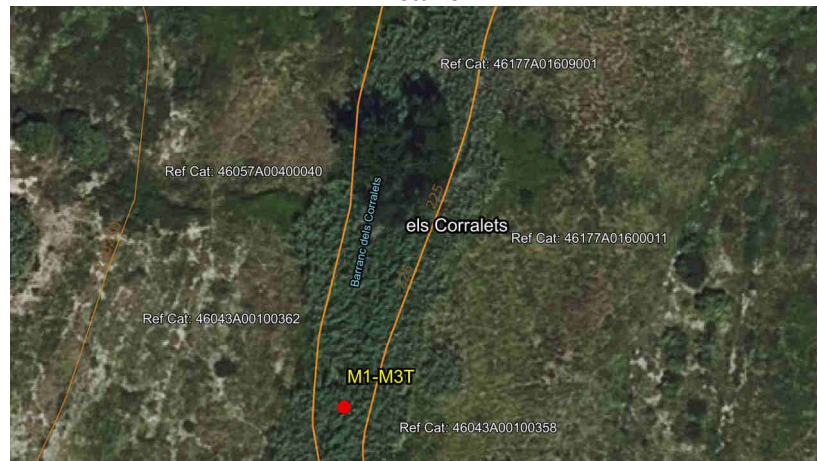 Ref Cat: 46177A01609001
Ref Cat: 46057A00400040
Barranc dels Corralets
225
els Corralets
Ref Cat: 46177A01600011
Ref Cat: 46043A00100362
M1-M3T
Ref Cat: 46043A00100358